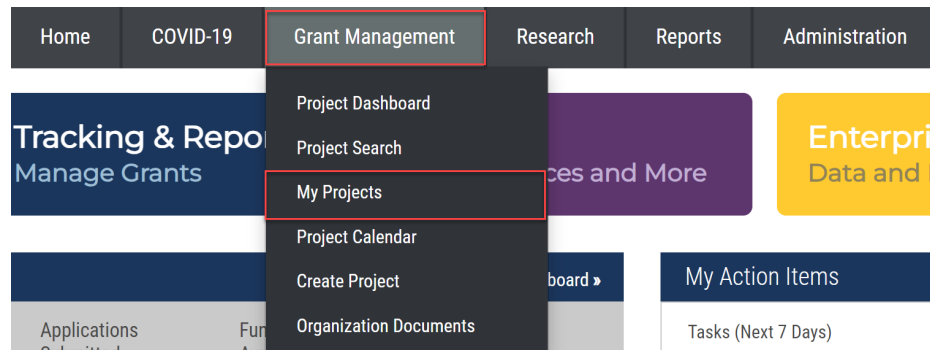 Home COVID-19 Grant Management Research Reports Administration
Project Dashboard
Project Search
My Projects
Project Calendar
Create Project
Organization Documents
Tracking & Repo
Manage Grants
ces and More
Enterpri
Data and
board »
My Action Items
Applications
Fun
Tasks (Next 7 Days)